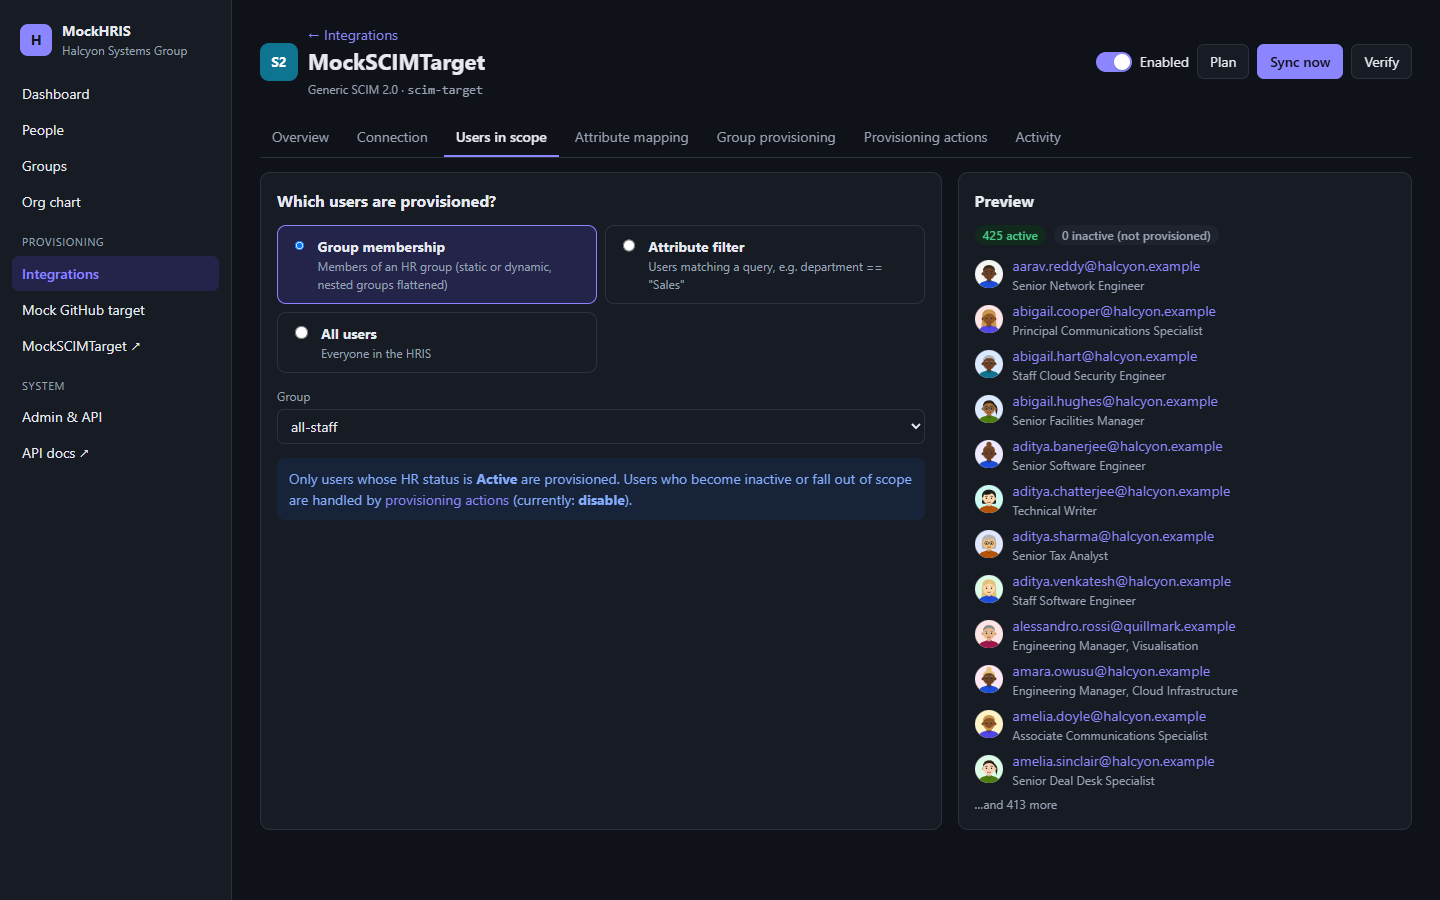 H
MockHRIS
Halcyon Systems Group
Dashboard
People
Groups
Org chart
PROVISIONING
Integrations
Mock GitHub target
MockSCIMTarget ↗
SYSTEM
Admin & API
API docs ↗
← Integrations
S2
MockSCIMTarget
Generic SCIM 2.0 · scim-target
Enabled
Plan
Sync now
Verify
Overview
Connection
Users in scope
Attribute mapping
Group provisioning
Provisioning actions
Activity
Which users are provisioned?
Group membership
Members of an HR group (static or dynamic,
nested groups flattened)
Attribute filter
Users matching a query, e.g. department ==
"Sales"
All users
Everyone in the HRIS
Group
all-staff
Only users whose HR status is Active are provisioned. Users who become inactive or fall out of scope
are handled by provisioning actions (currently: disable).
Preview
425 active
0 inactive (not provisioned)
aarav.reddy@halcyon.example
Senior Network Engineer
abigail.cooper@halcyon.example
Principal Communications Specialist
abigail.hart@halcyon.example
Staff Cloud Security Engineer
abigail.hughes@halcyon.example
Senior Facilities Manager
aditya.banerjee@halcyon.example
Senior Software Engineer
aditya.chatterjee@halcyon.example
Technical Writer
aditya.sharma@halcyon.example
Senior Tax Analyst
aditya.venkatesh@halcyon.example
Staff Software Engineer
alessandro.rossi@quillmark.example
Engineering Manager, Visualisation
amara.owusu@halcyon.example
Engineering Manager, Cloud Infrastructure
amelia.doyle@halcyon.example
Associate Communications Specialist
amelia.sinclair@halcyon.example
Senior Deal Desk Specialist
...and 413 more